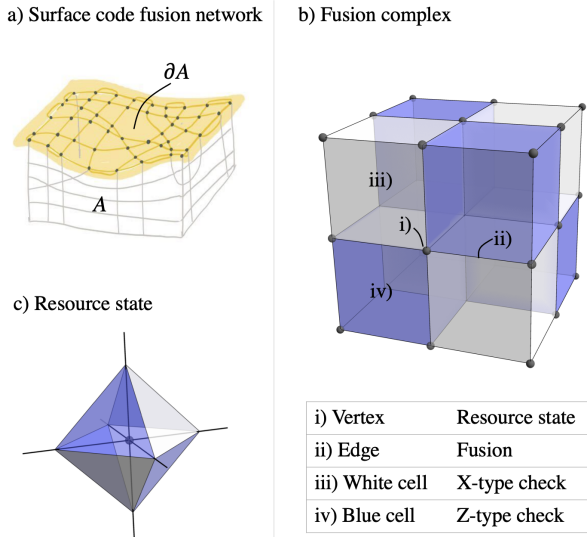 a) Surface code fusion network
∂A
A
b) Fusion complex
iii)
i)
ii)
iv)
c) Resource state
i) Vertex Resource state
ii) Edge Fusion
iii) White cell X-type check
iv) Blue cell Z-type check